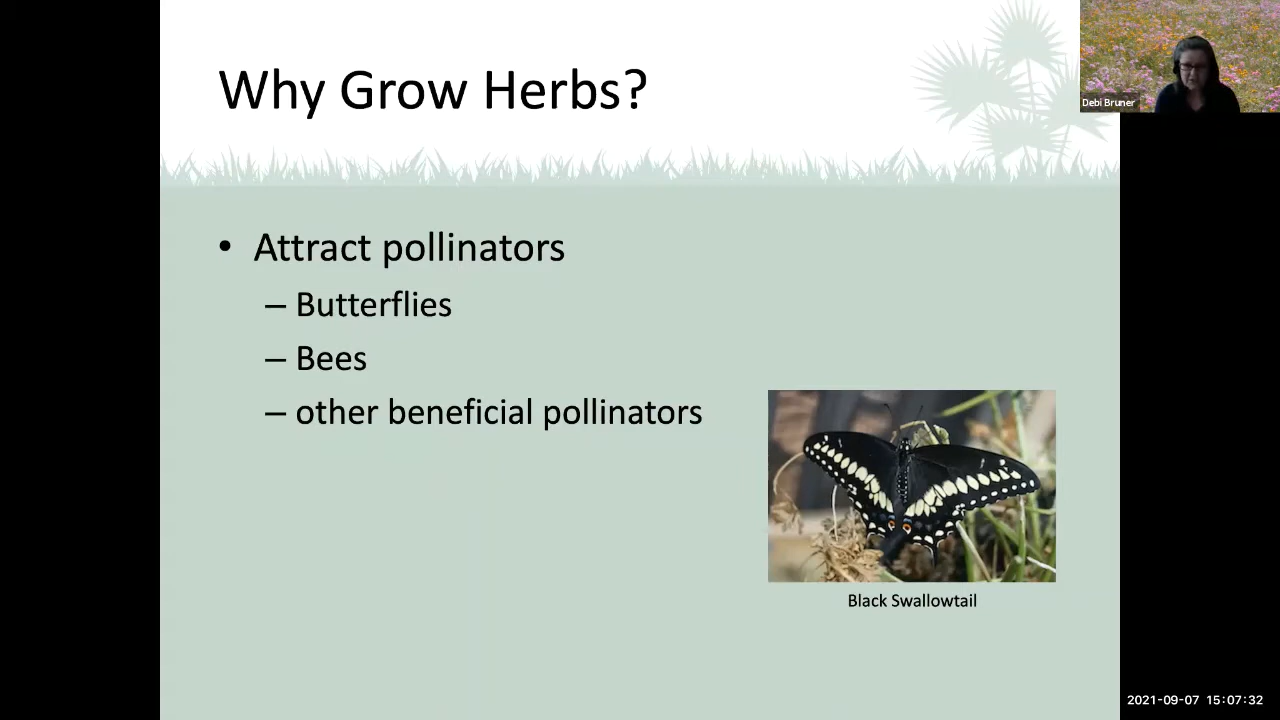 Why Grow Herbs?
Debi Bruner
• Attract pollinators
– Butterflies
– Bees
– other beneficial pollinators
Black Swallowtail
2021-09-07 15:07:32